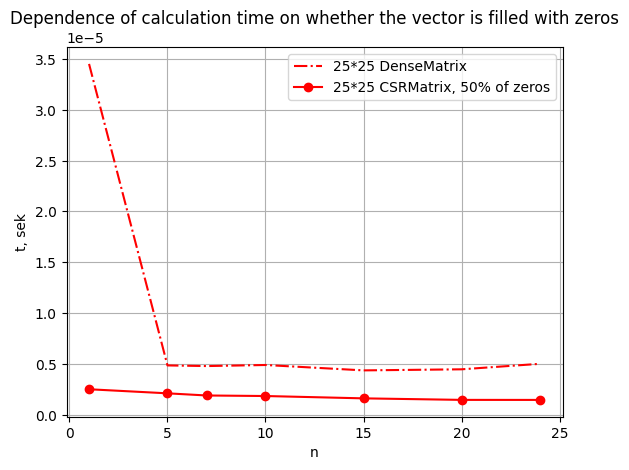 Dependence of calculation time on whether the vector is filled with zeros
1e−5
25*25 DenseMatrix
25*25 CSRMatrix, 50% of zeros
t, sek
3.5
3.0
2.5
2.0
1.5
1.0
0.5
0.0
0 5 10 15 20 25
n